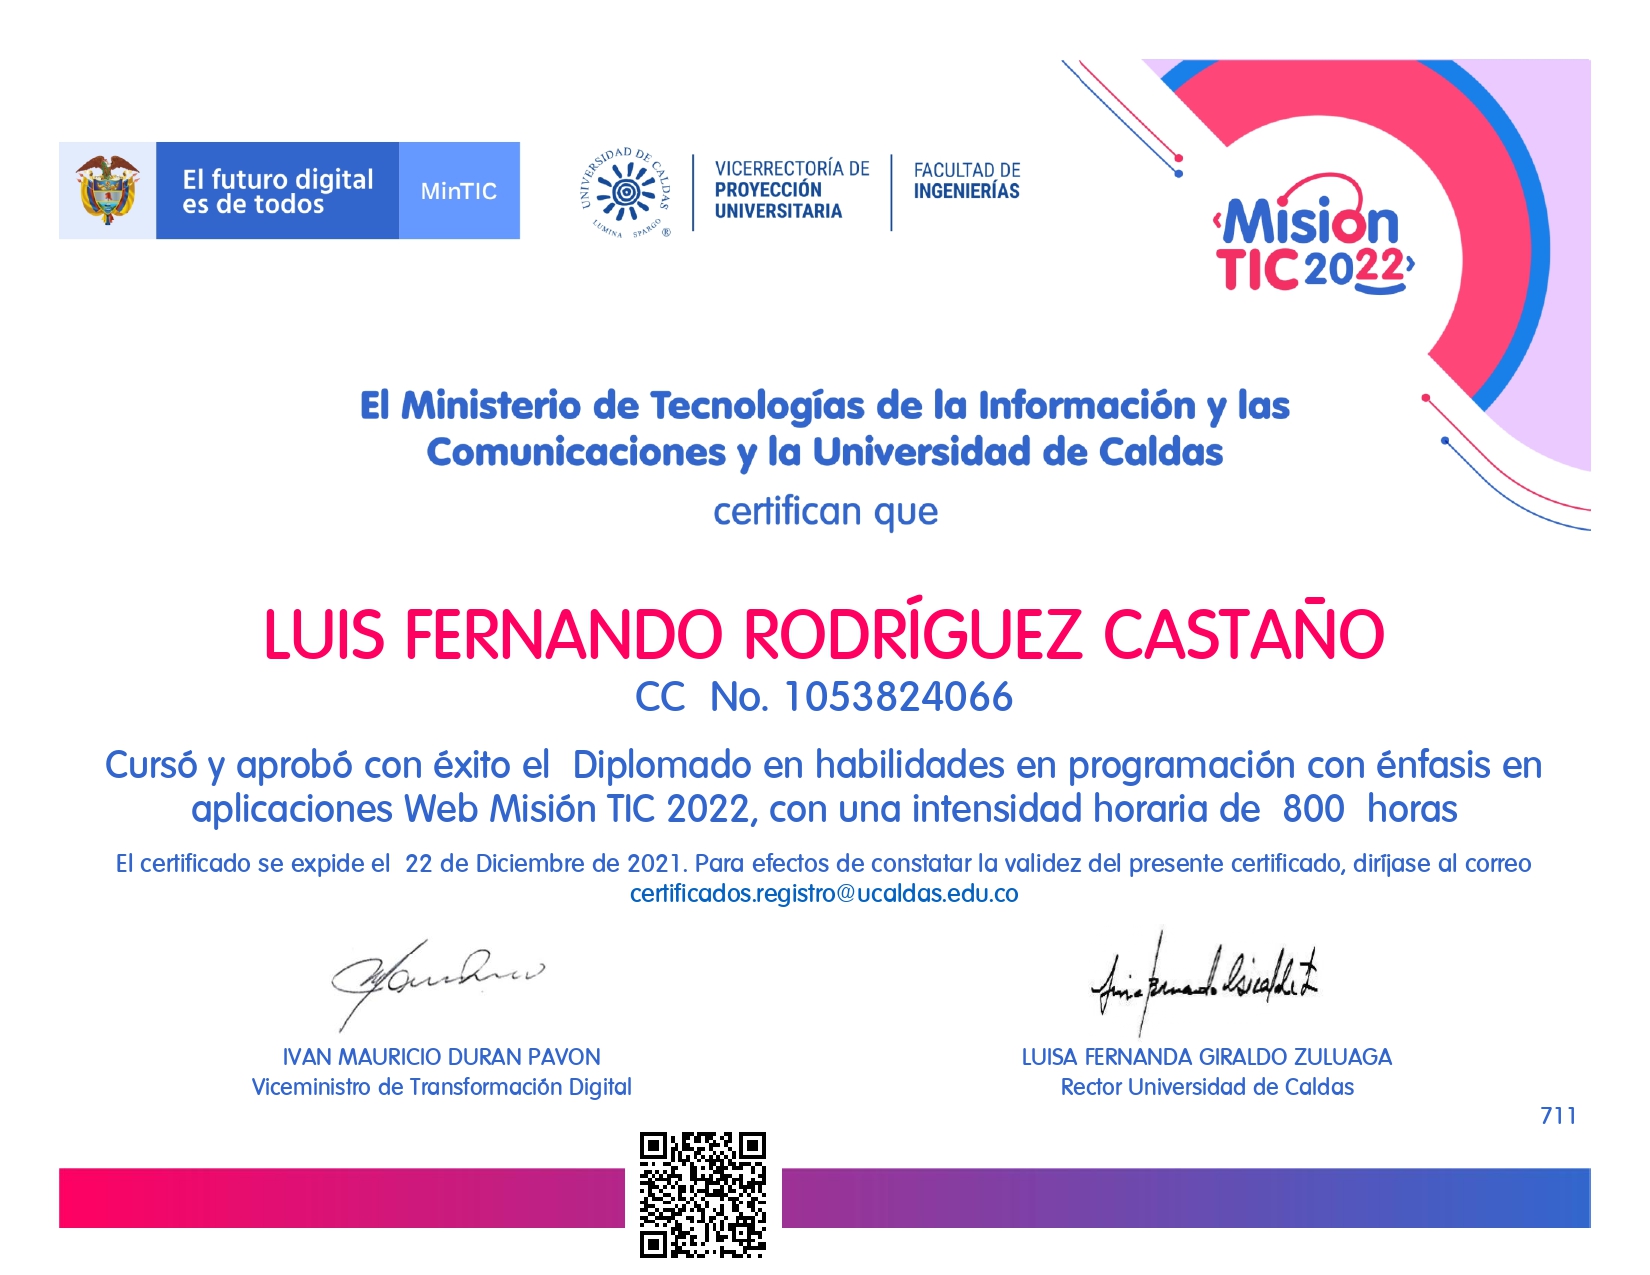 El futuro digital
es de todos
MinTIC
UNIVERSIDAD DE CALDAS
LUMINA SPARGO
®
VICERRECTORÍA DE
PROYECCIÓN
UNIVERSITARIA
FACULTAD DE
INGENIERÍAS
‹Misión
TIC 2022›
El Ministerio de Tecnologías de la Información y las
Comunicaciones y la Universidad de Caldas
certifican que
LUIS FERNANDO RODRÍGUEZ CASTAÑO
CC No. 1053824066
Cursó y aprobó con éxito el Diplomado en habilidades en programación con énfasis en
aplicaciones Web Misión TIC 2022, con una intensidad horaria de 800 horas
El certificado se expide el 22 de Diciembre de 2021. Para efectos de constatar la validez del presente certificado, diríjase al correo
certificados.registro@ucaldas.edu.co
IVAN MAURICIO DURAN PAVON
Viceministro de Transformación Digital
LUISA FERNANDA GIRALDO ZULUAGA
Rector Universidad de Caldas
711